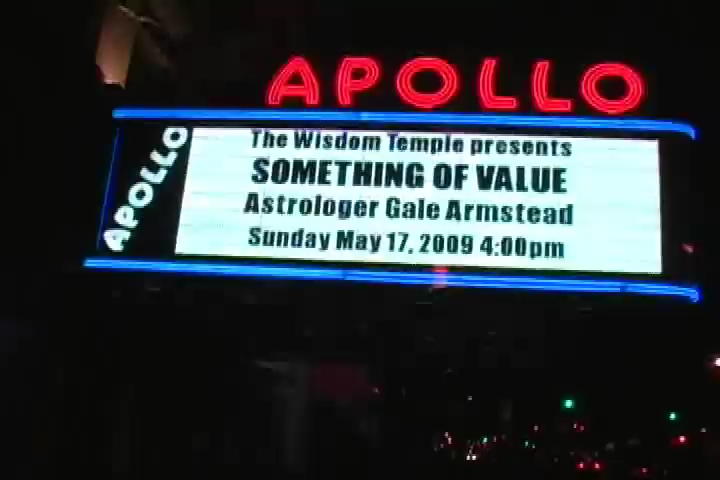 APOLLO
APOLLO
The Wisdom Temple presents
SOMETHING OF VALUE
Astrologer Gale Armstead
Sunday May 17, 2009 4:00pm